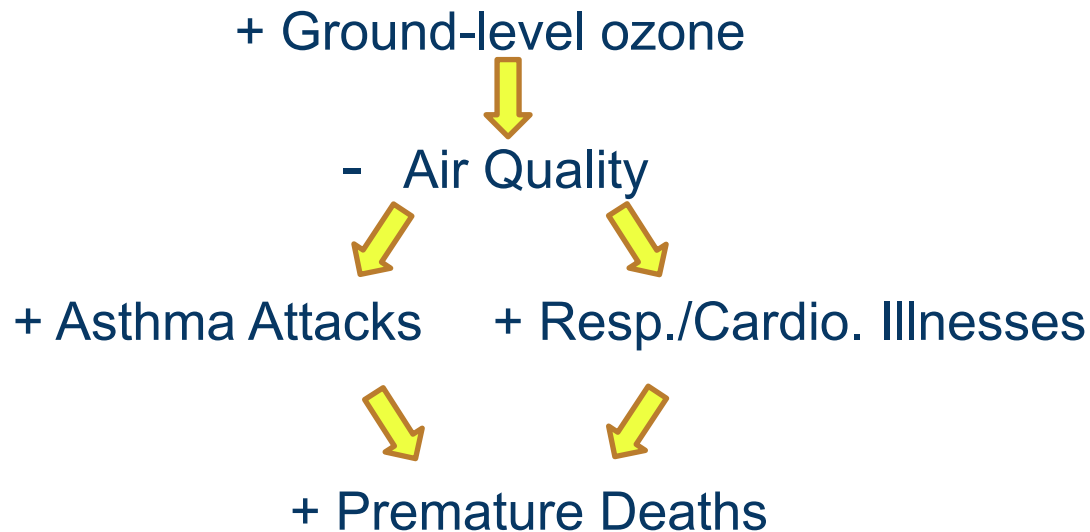 + Ground-level ozone
- Air Quality
+ Asthma Attacks
+ Resp./Cardio. Illnesses
+ Premature Deaths